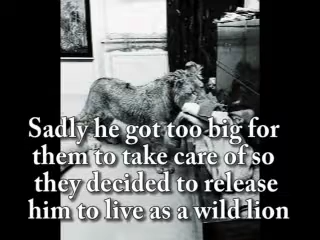 Sadly he got too big for
them to take care of so
they decided to release
him to live as a wild lion